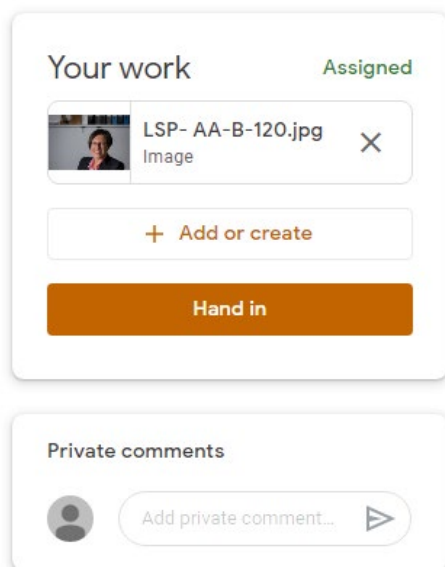 Your work
Assigned
LSP- AA-B-120.jpg
Image
+ Add or create
Hand in
Private comments
Add private comment...